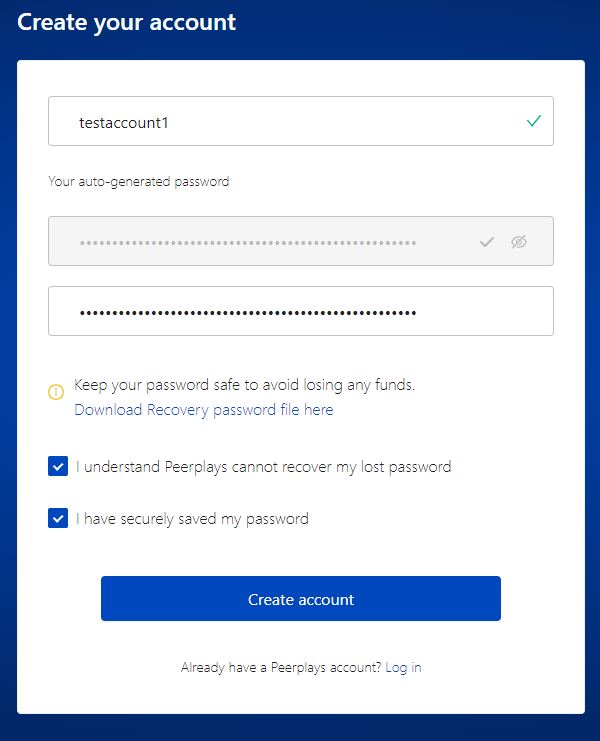 Create your account
testaccount1
Your auto-generated password
••••••••••••••••••••••••••••••••••••••••••••••••••••
••••••••••••••••••••••••••••••••••••••••••••••••••••
Keep your password safe to avoid losing any funds.
Download Recovery password file here
I understand Peerplays cannot recover my lost password
I have securely saved my password
Create account
Already have a Peerplays account? Log in